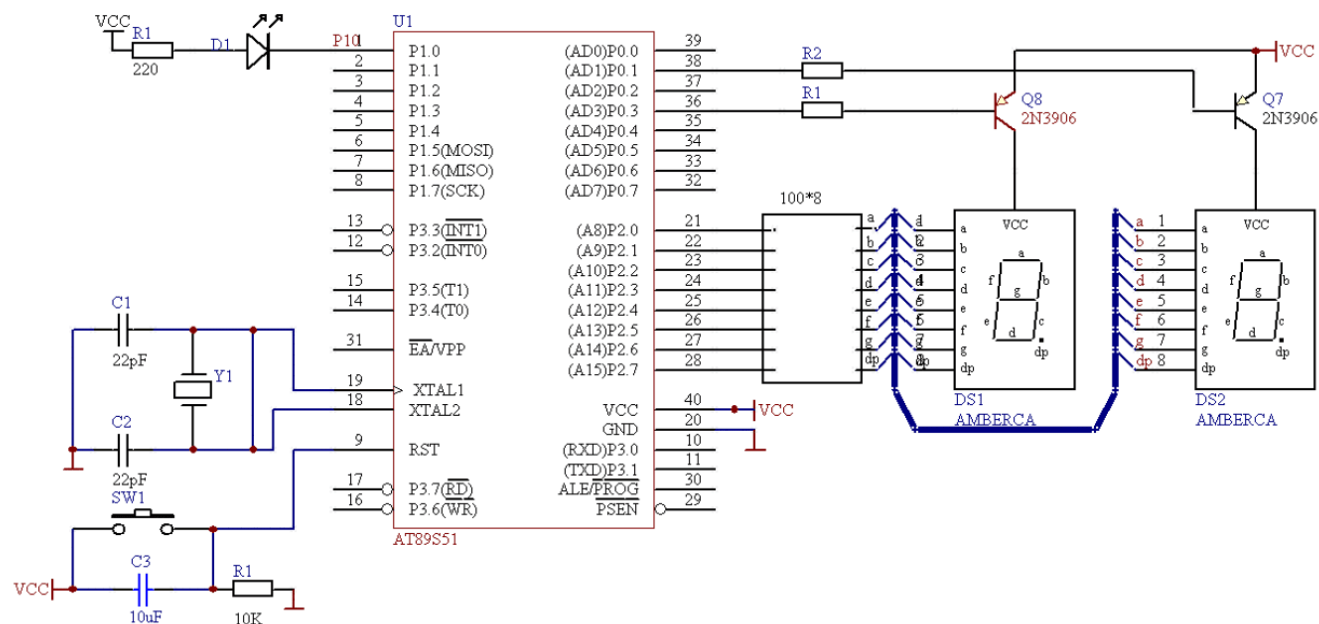 VCC
R1
220
D1
P10
U1
1 P1.0
2 P1.1
3 P1.2
4 P1.3
5 P1.4
6 P1.5(MOSI)
7 P1.6(MISO)
8 P1.7(SCK)
13 P3.3(INT1)
12 P3.2(INT0)
15 P3.5(T1)
14 P3.4(T0)
31 EA/VPP
19 XTAL1
18 XTAL2
9 RST
17 P3.7(RD)
16 P3.6(WR)
AT89S51
(AD0)P0.0 39
(AD1)P0.1 38
(AD2)P0.2 37
(AD3)P0.3 36
(AD4)P0.4 35
(AD5)P0.5 34
(AD6)P0.6 33
(AD7)P0.7 32
(A8)P2.0 21
(A9)P2.1 22
(A10)P2.2 23
(A11)P2.3 24
(A12)P2.4 25
(A13)P2.5 26
(A14)P2.6 27
(A15)P2.7 28
VCC 40 VCC
GND 20
(RXD)P3.0 10
(TXD)P3.1 11
ALE/PROG 30
PSEN 29
C1
22pF
Y1
C2
22pF
SW1
VCC
C3
10uF
R1
10K
R2
R1
Q8
2N3906
Q7
2N3906
VCC
100*8
a
b
c
d
e
f
g
dp
VCC
a
b
c
d
e
f
g
dp
a
f b
g
e c
d
dp
DS1
AMBERCA
a 1 a
b 2 b
c 3 c
d 4 d
e 5 e
f 6 f
g 7 g
dp 8 dp
VCC
a
f b
g
e c
d
dp
DS2
AMBERCA